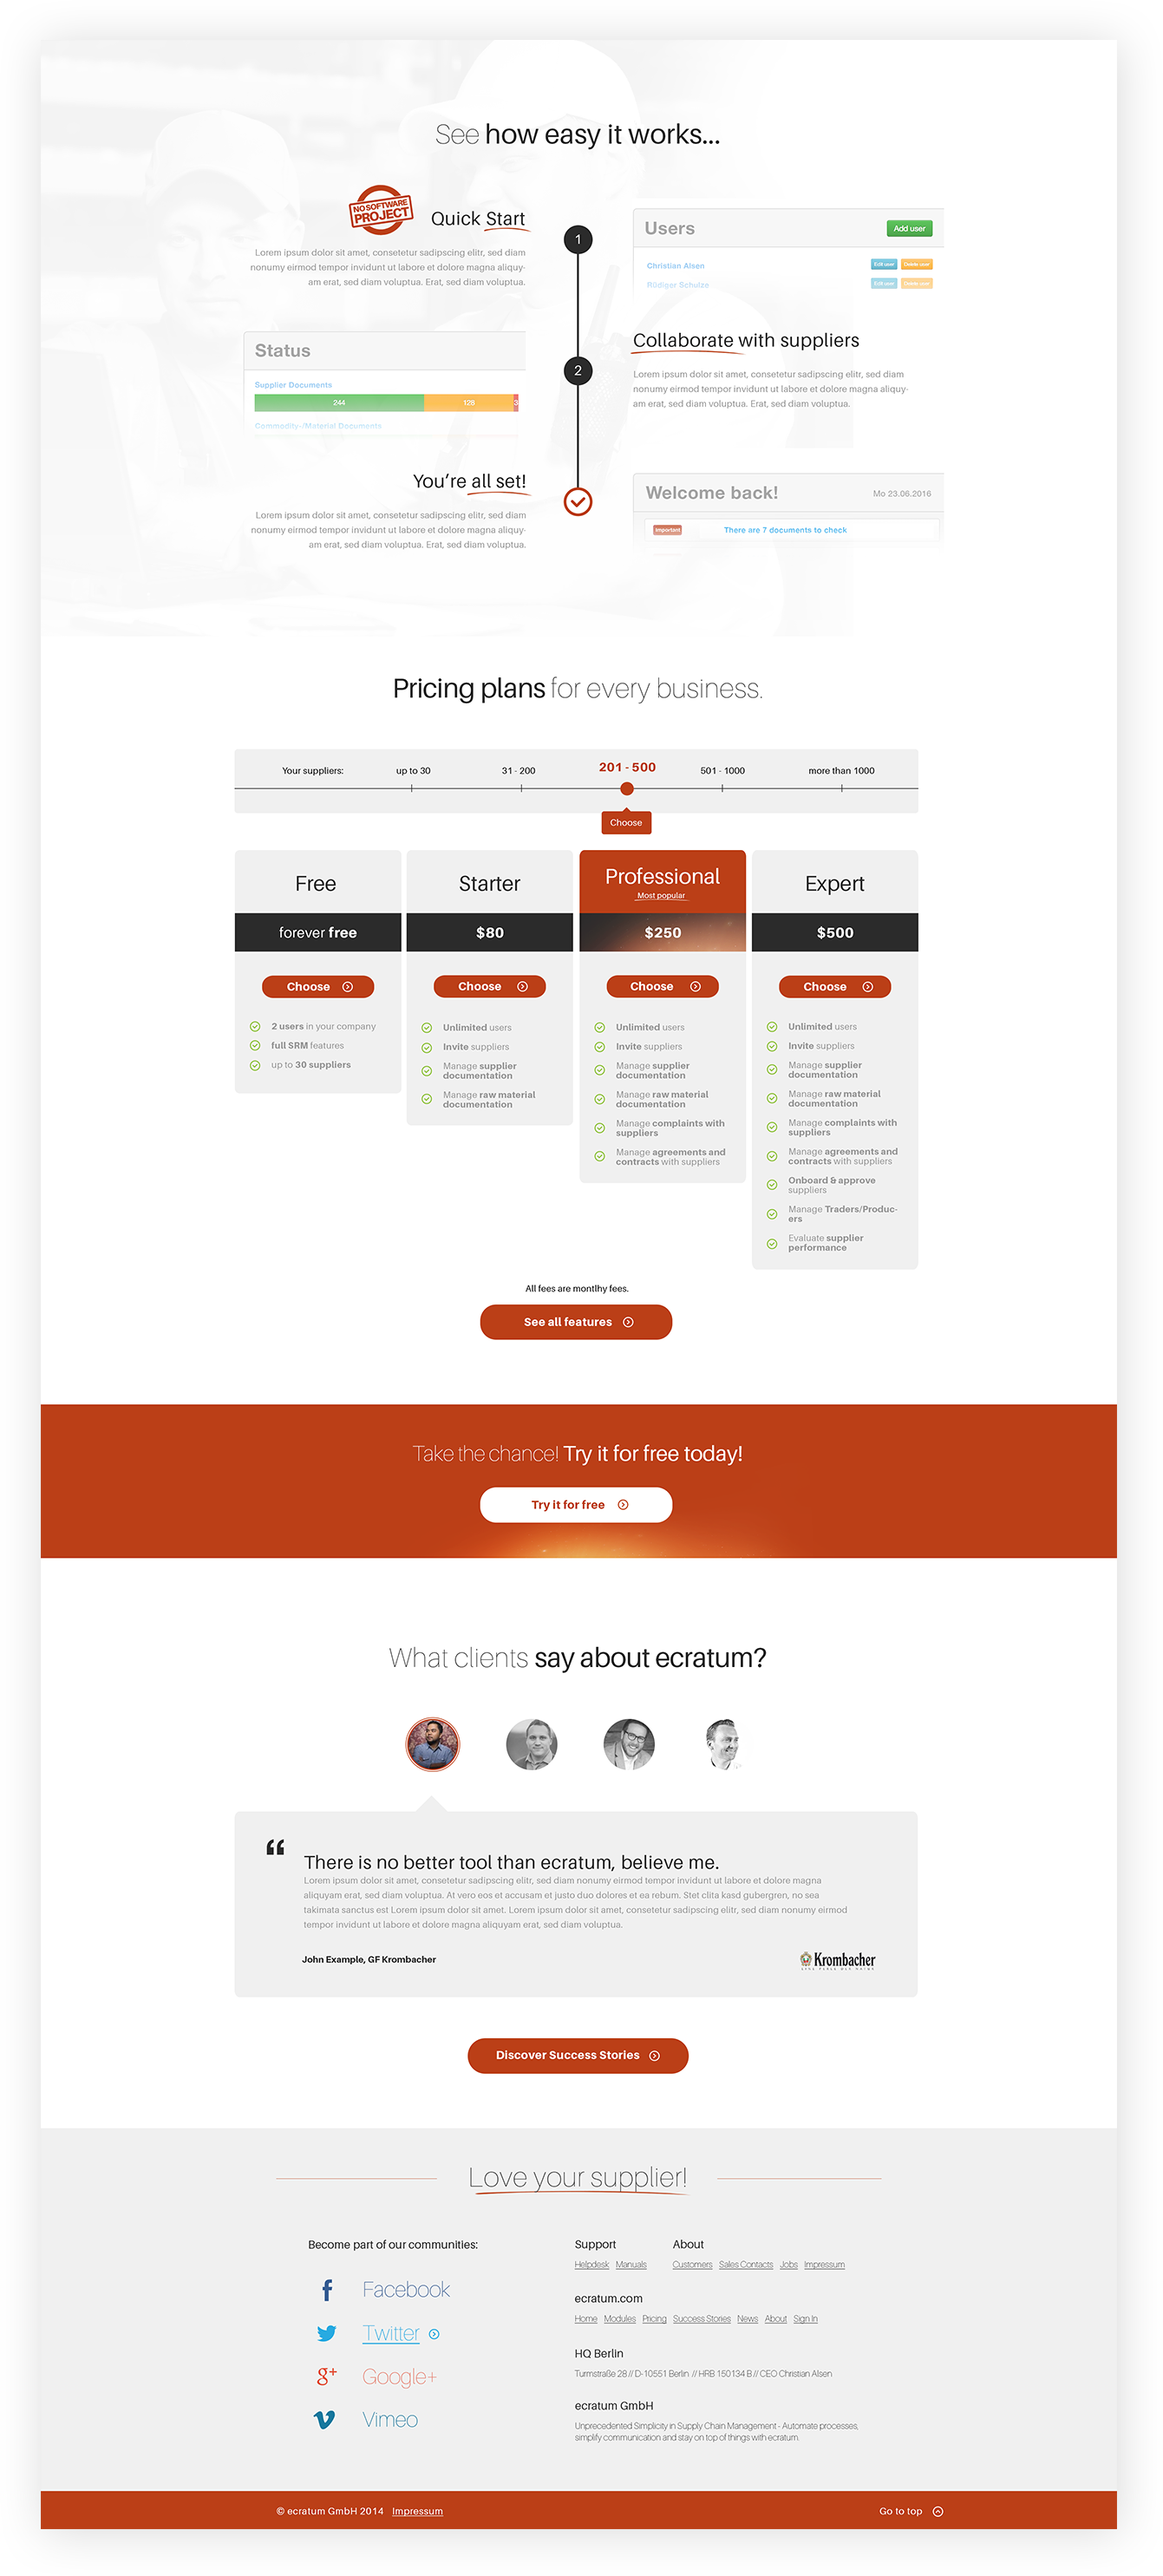 See how easy it works...
NO SOFTWARE
PROJECT
Quick Start
Lorem ipsum dolor sit amet, consetetur sadipscing elitr, sed diam
nonumy eirmod tempor invidunt ut labore et dolore magna aliquy-
am erat, sed diam voluptua. Erat, sed diam voluptua.
1
Users
Add user
Christian Alsen
Edit user
Delete user
Rüdiger Schulze
Edit user
Delete user
Status
Supplier Documents
244
128
3
Commodity-/Material Documents
2
Collaborate with suppliers
Lorem ipsum dolor sit amet, consetetur sadipscing elitr, sed diam
nonumy eirmod tempor invidunt ut labore et dolore magna aliquy-
am erat, sed diam voluptua. Erat, sed diam voluptua.
You're all set!
Lorem ipsum dolor sit amet, consetetur sadipscing elitr, sed diam
nonumy eirmod tempor invidunt ut labore et dolore magna aliquy-
am erat, sed diam voluptua. Erat, sed diam voluptua.
Welcome back!
Mo 23.06.2016
Important
There are 7 documents to check
Pricing plans for every business.
Your suppliers:
up to 30
31 - 200
201 - 500
501 - 1000
more than 1000
Choose
Free
forever free
Choose
2 users in your company
full SRM features
up to 30 suppliers
Starter
$80
Choose
Unlimited users
Invite suppliers
Manage supplier
documentation
Manage raw material
documentation
Professional
Most popular
$250
Choose
Unlimited users
Invite suppliers
Manage supplier
documentation
Manage raw material
documentation
Manage complaints with
suppliers
Manage agreements and
contracts with suppliers
Expert
$500
Choose
Unlimited users
Invite suppliers
Manage supplier
documentation
Manage raw material
documentation
Manage complaints with
suppliers
Manage agreements and
contracts with suppliers
Onboard & approve
suppliers
Manage Traders/Produc-
ers
Evaluate supplier
performance
All fees are montlhy fees.
See all features
Take the chance! Try it for free today!
Try it for free
What clients say about ecratum?
“
There is no better tool than ecratum, believe me.
Lorem ipsum dolor sit amet, consetetur sadipscing elitr, sed diam nonumy eirmod tempor invidunt ut labore et dolore magna
aliquyam erat, sed diam voluptua. At vero eos et accusam et justo duo dolores et ea rebum. Stet clita kasd gubergren, no sea
takimata sanctus est Lorem ipsum dolor sit amet. Lorem ipsum dolor sit amet, consetetur sadipscing elitr, sed diam nonumy eirmod
tempor invidunt ut labore et dolore magna aliquyam erat, sed diam voluptua.
John Example, GF Krombacher
Krombacher
Discover Success Stories
Love your supplier!
Become part of our communities:
f
Facebook
Twitter
g+
Google+
Vimeo
Support
Helpdesk Manuals
About
Customers Sales Contacts Jobs Impressum
ecratum.com
Home Modules Pricing Success Stories News About Sign In
HQ Berlin
Turmstraße 28 // D-10551 Berlin // HRB 150134 B // CEO Christian Alsen
ecratum GmbH
Unprecedented Simplicity in Supply Chain Management - Automate processes,
simplify communication and stay on top of things with ecratum.
© ecratum GmbH 2014 Impressum
Go to top